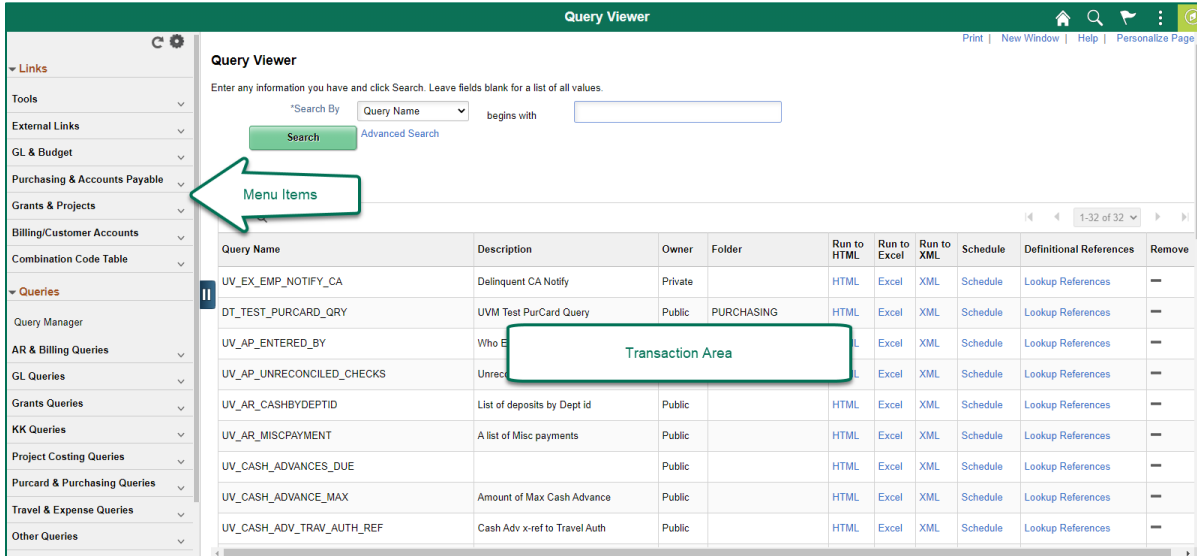 Query Viewer
Print | New Window | Help | Personalize Page
Links
Tools
External Links
GL & Budget
Purchasing & Accounts Payable
Grants & Projects
Billing/Customer Accounts
Combination Code Table
Queries
Query Manager
AR & Billing Queries
GL Queries
Grants Queries
KK Queries
Project Costing Queries
Purcard & Purchasing Queries
Travel & Expense Queries
Other Queries
Menu Items
Query Viewer
Enter any information you have and click Search. Leave fields blank for a list of all values.
*Search By Query Name begins with
Search Advanced Search
1-32 of 32
Query Name Description Owner Folder Run to HTML Run to Excel Run to XML Schedule Definitional References Remove
UV_EX_EMP_NOTIFY_CA Delinquent CA Notify Private HTML Excel XML Schedule Lookup References
DT_TEST_PURCARD_QRY UVM Test PurCard Query Public PURCHASING HTML Excel XML Schedule Lookup References
UV_AP_ENTERED_BY Who Excel XML Schedule Lookup References
Transaction Area
UV_AP_UNRECONCILED_CHECKS Excel XML Schedule Lookup References
UV_AR_CASHBYDEPTID List of deposits by Dept id Public HTML Excel XML Schedule Lookup References
UV_AR_MISCPAYMENT A list of Misc payments Public HTML Excel XML Schedule Lookup References
UV_CASH_ADVANCES_DUE Public HTML Excel XML Schedule Lookup References
UV_CASH_ADVANCE_MAX Amount of Max Cash Advance Public HTML Excel XML Schedule Lookup References
UV_CASH_ADV_TRAV_AUTH_REF Cash Adv x-ref to Travel Auth Public HTML Excel XML Schedule Lookup References